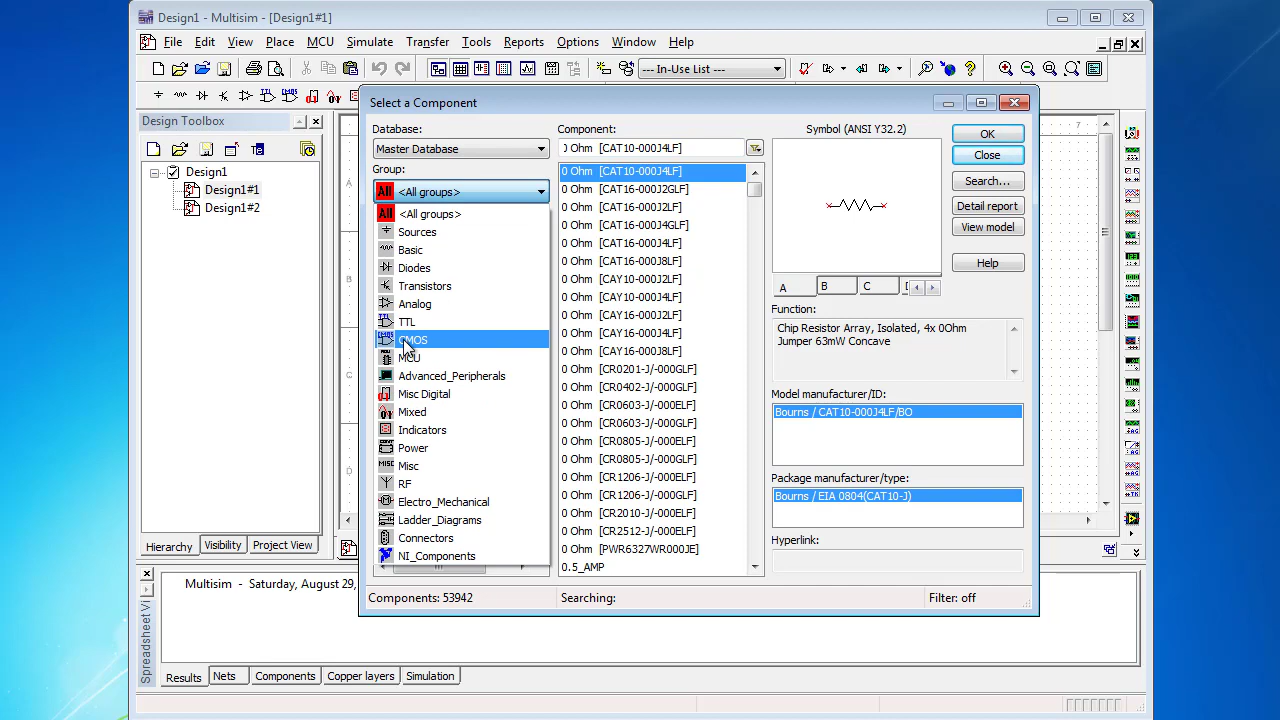 Design1 - Multisim - [Design1#1]
File Edit View Place MCU Simulate Transfer Tools Reports Options Window Help
--- In-Use List ---
Design Toolbox
Design1
Design1#1
Design1#2
Hierarchy Visibility Project View
Select a Component
Database:
Master Database
Group:
All <All groups>
All <All groups>
Sources
Basic
Diodes
Transistors
Analog
TTL
CMOS
MCU
Advanced_Peripherals
Misc Digital
Mixed
Indicators
Power
Misc
RF
Electro_Mechanical
Ladder_Diagrams
Connectors
NI_Components
Component:
) Ohm [CAT10-000J4LF]
0 Ohm [CAT10-000J4LF]
0 Ohm [CAT16-000J2GLF]
0 Ohm [CAT16-000J2LF]
0 Ohm [CAT16-000J4GLF]
0 Ohm [CAT16-000J4LF]
0 Ohm [CAT16-000J8LF]
0 Ohm [CAY10-000J2LF]
0 Ohm [CAY10-000J4LF]
0 Ohm [CAY16-000J2LF]
0 Ohm [CAY16-000J4LF]
0 Ohm [CAY16-000J8LF]
0 Ohm [CR0201-J/-000GLF]
0 Ohm [CR0402-J/-000GLF]
0 Ohm [CR0603-J/-000ELF]
0 Ohm [CR0603-J/-000GLF]
0 Ohm [CR0805-J/-000ELF]
0 Ohm [CR0805-J/-000GLF]
0 Ohm [CR1206-J/-000ELF]
0 Ohm [CR1206-J/-000GLF]
0 Ohm [CR2010-J/-000ELF]
0 Ohm [CR2512-J/-000ELF]
0 Ohm [PWR6327WR000JE]
0.5_AMP
Symbol (ANSI Y32.2)
A B C
Function:
Chip Resistor Array, Isolated, 4x 0Ohm
Jumper 63mW Concave
Model manufacturer/ID:
Bourns / CAT10-000J4LF/BO
Package manufacturer/type:
Bourns / EIA 0804(CAT10-J)
Hyperlink:
OK
Close
Search...
Detail report
View model
Help
Components: 53942 Searching: Filter: off
Spreadsheet Vi
Multisim - Saturday, August 29,
Results Nets Components Copper layers Simulation